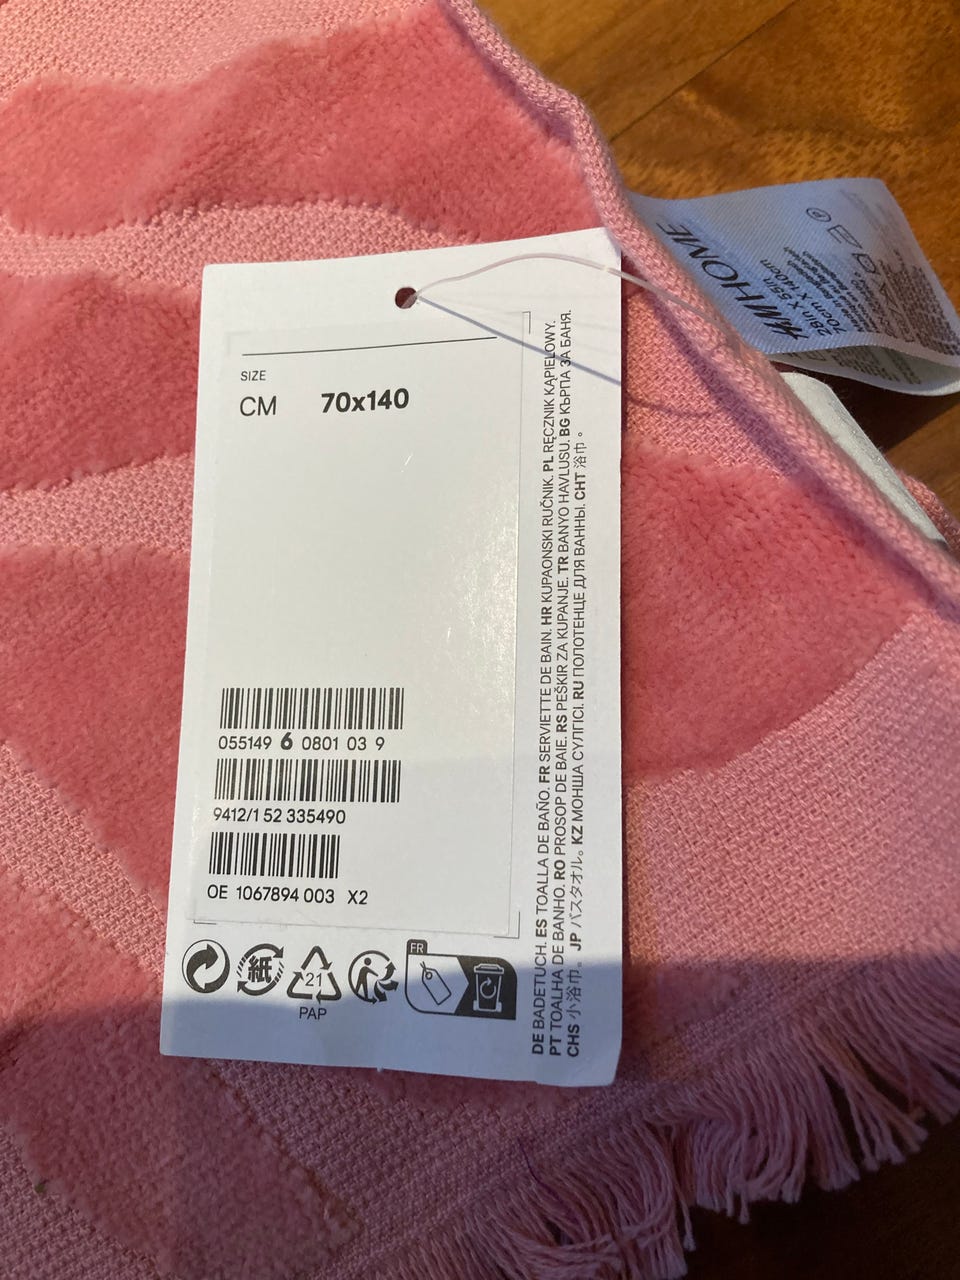 SIZE
CM 70x140
055149 6 0801 03 9
9412/1 52 335490
OE 1067894 003 X2
紙
21
PAP
FR
DE BADETUCH. ES TOALLA DE BAÑO. FR SERVIETTE DE BAIN. HR KUPAONSKI RUČNIK. PL RĘCZNIK KĄPIELOWY.
PT TOALHA DE BANHO. RO PROSOP DE BAIE. RS PEŠKIR ZA KUPANJE. TR BANYO HAVLUSU. BG КЪРПА ЗА БАНЯ.
CHS 小浴巾。JP バスタオル。KZ МОНША СҮЛГІСІ. RU ПОЛОТЕНЦЕ ДЛЯ ВАННЫ. CHT 浴巾。
H&M HOME
28in X 55in
70cm X 140cm
P